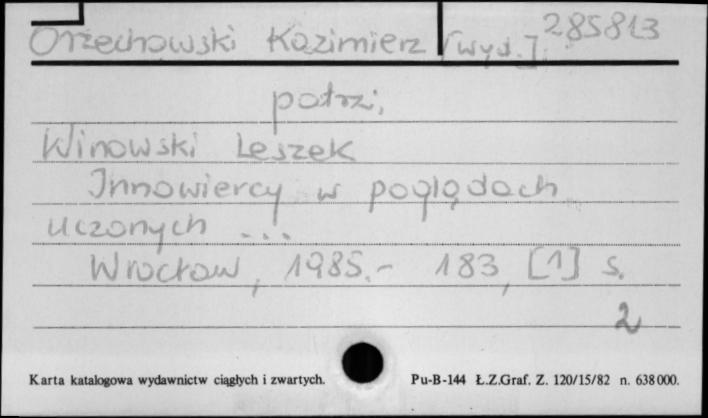 Orzechowski Kazimierz [wyd.] 285813
patrz:
Winowski Leszek
Innowiercy w poglądach
uczonych ...
Wrocław, 1985.- 183, [1] s.
2
Karta katalogowa wydawnictw ciągłych i zwartych. Pu-B-144 Ł.Z.Graf. Z. 120/15/82 n. 638000.